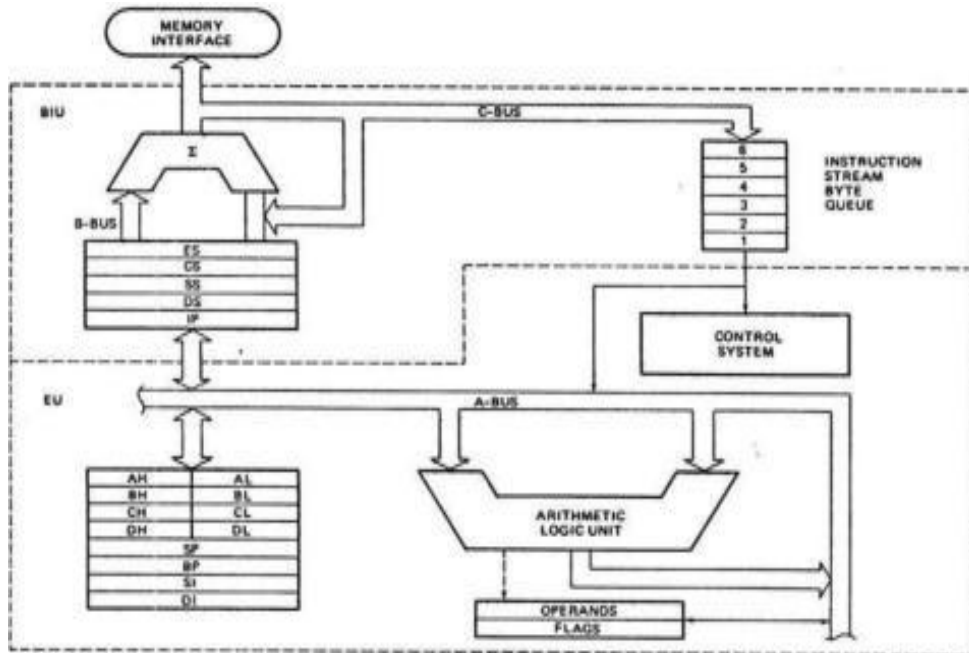 MEMORY
INTERFACE
BIU
C-BUS
Σ
B-BUS
6
5
4
3
2
1
INSTRUCTION
STREAM
BYTE
QUEUE
ES
CS
SS
DS
IP
CONTROL
SYSTEM
EU
A-BUS
AH AL
BH BL
CH CL
DH DL
SP
BP
SI
DI
ARITHMETIC
LOGIC UNIT
OPERANDS
FLAGS